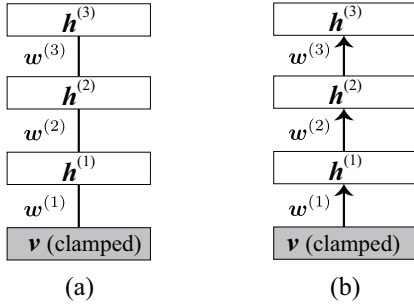 h(3)
w(3)
h(2)
w(2)
h(1)
w(1)
v (clamped)
(a)
h(3)
w(3)
h(2)
w(2)
h(1)
w(1)
v (clamped)
(b)